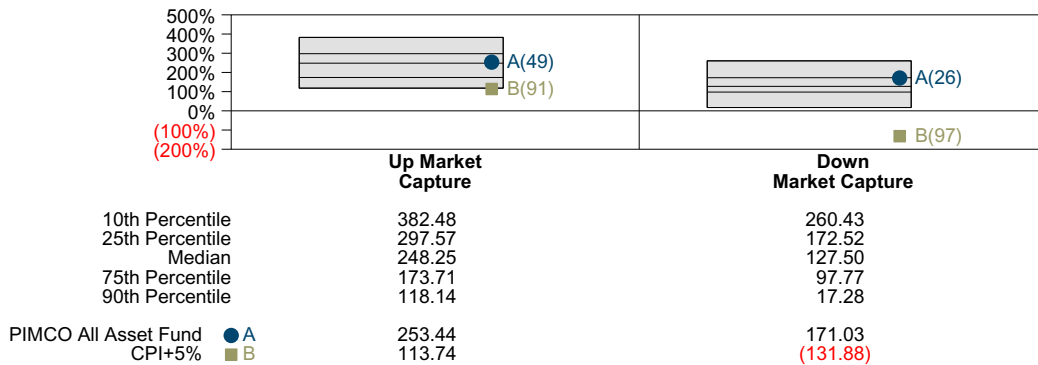 500%
400%
300%
200%
100%
0%
(100%)
(200%)
A(49)
B(91)
A(26)
B(97)
Up Market
Capture
Down
Market Capture
10th Percentile 382.48 260.43
25th Percentile 297.57 172.52
Median 248.25 127.50
75th Percentile 173.71 97.77
90th Percentile 118.14 17.28
PIMCO All Asset Fund A 253.44 171.03
CPI+5% B 113.74 (131.88)